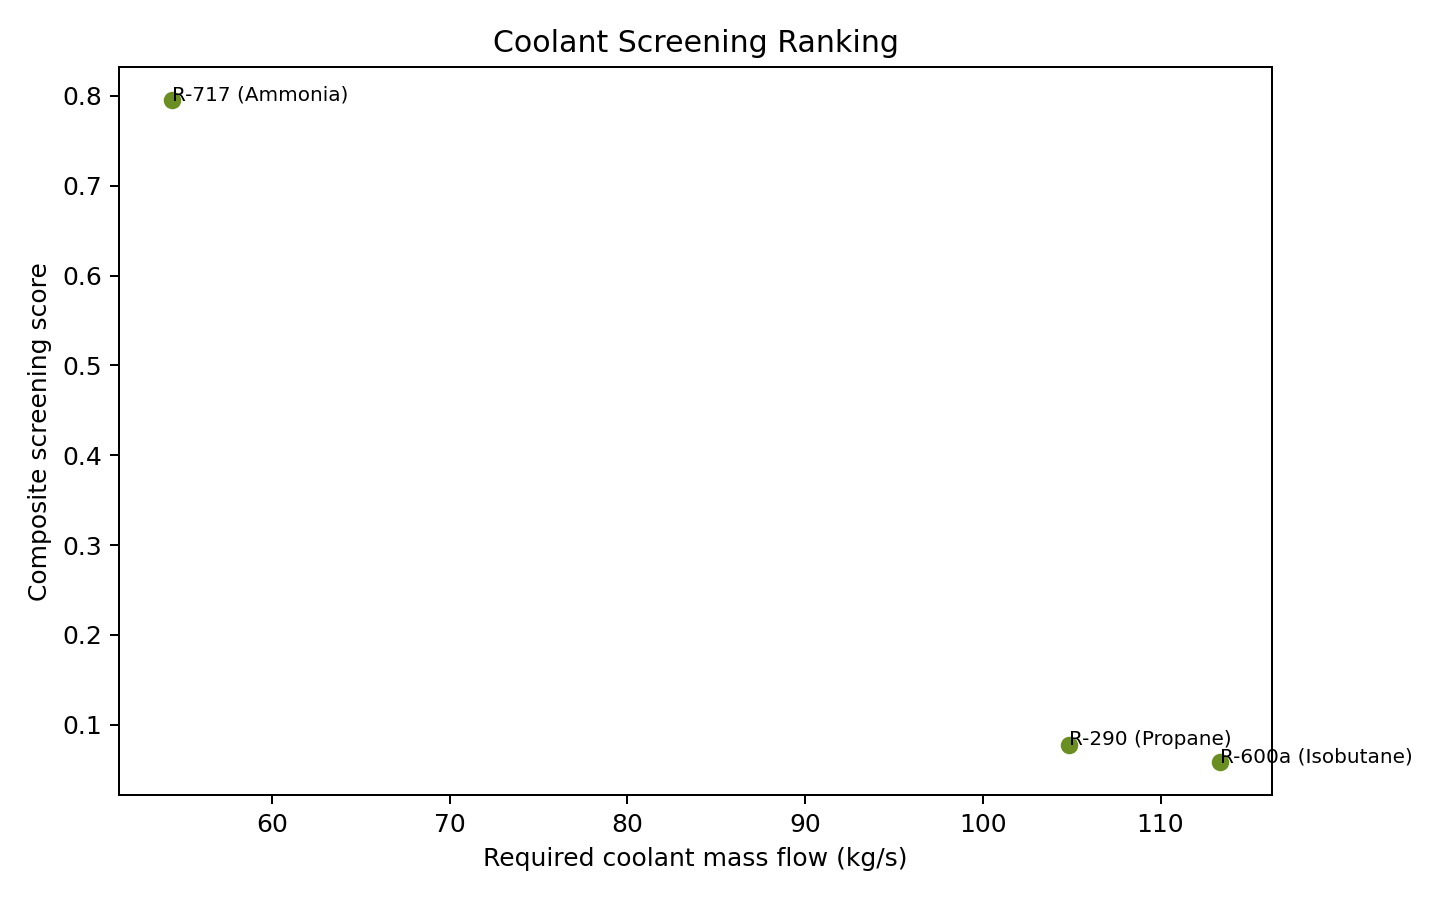 Coolant Screening Ranking
0.8
0.7
0.6
0.5
0.4
0.3
0.2
0.1
Composite screening score
R-717 (Ammonia)
R-290 (Propane)
R-600a (Isobutane)
60
70
80
90
100
110
Required coolant mass flow (kg/s)